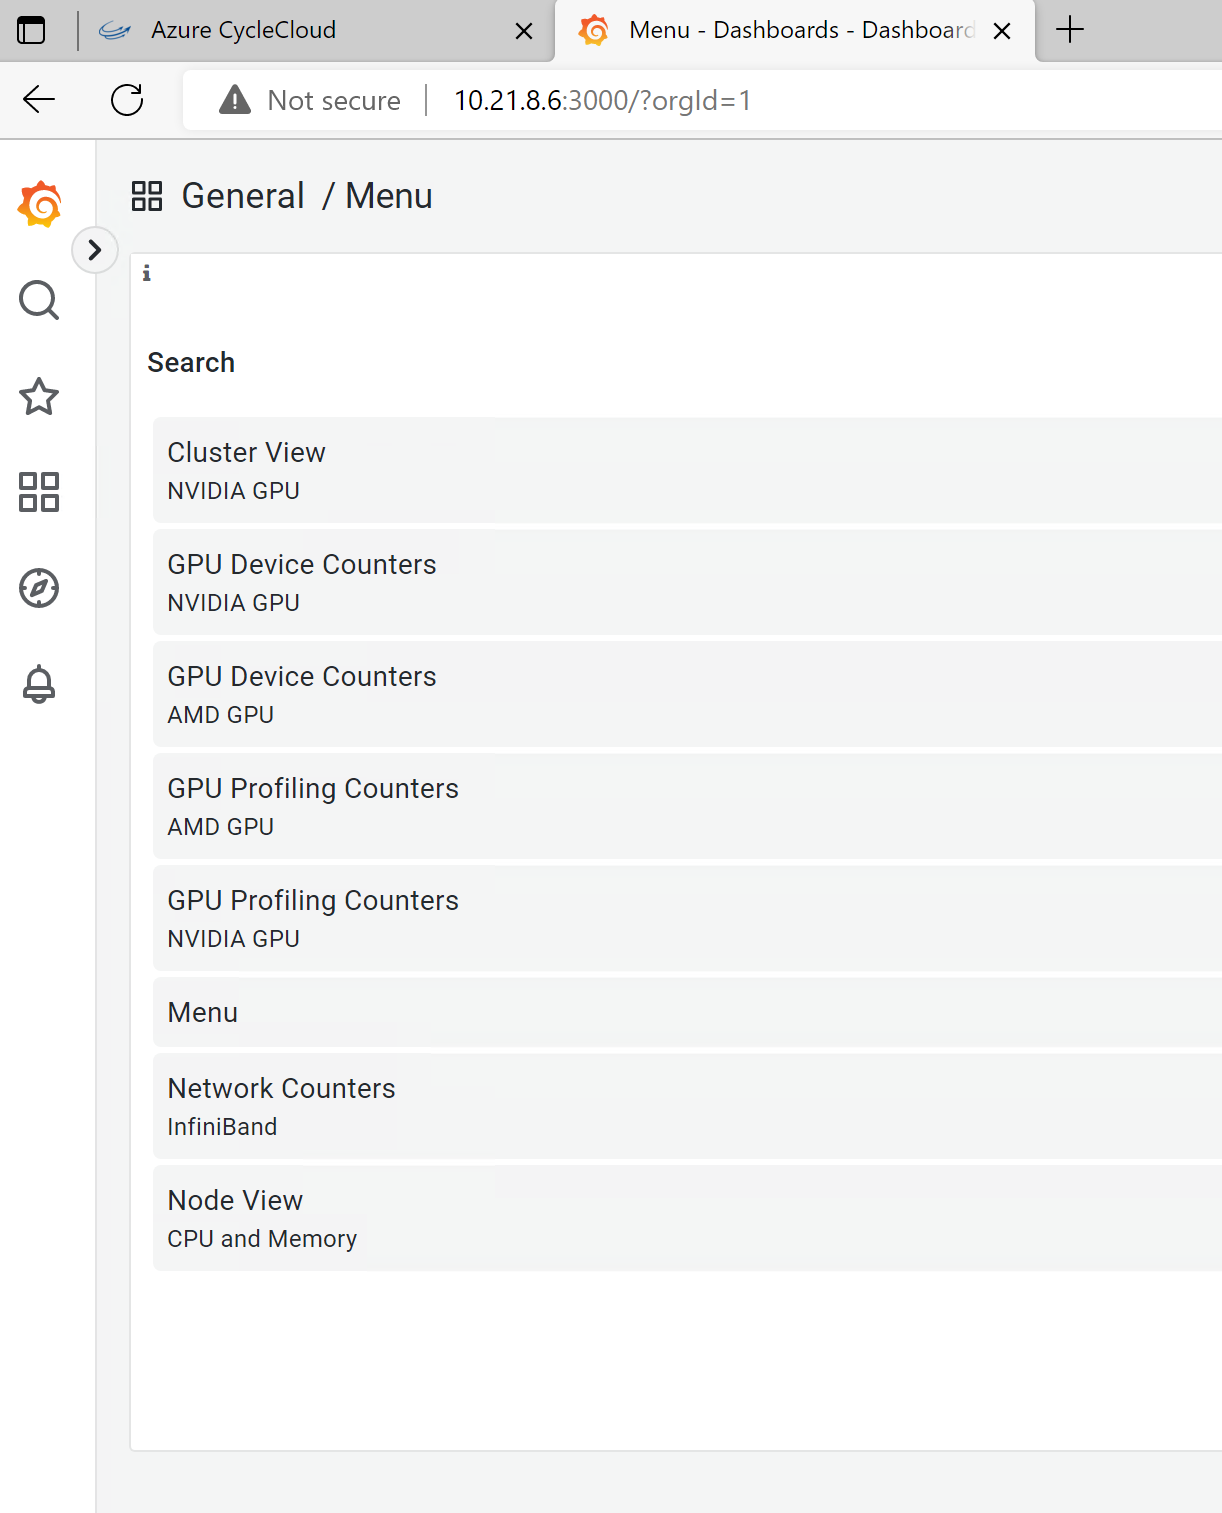 Azure CycleCloud
Menu - Dashboards - Dashboard
Not secure
10.21.8.6:3000/?orgId=1
General / Menu
i
Search
Cluster View
NVIDIA GPU
GPU Device Counters
NVIDIA GPU
GPU Device Counters
AMD GPU
GPU Profiling Counters
AMD GPU
GPU Profiling Counters
NVIDIA GPU
Menu
Network Counters
InfiniBand
Node View
CPU and Memory